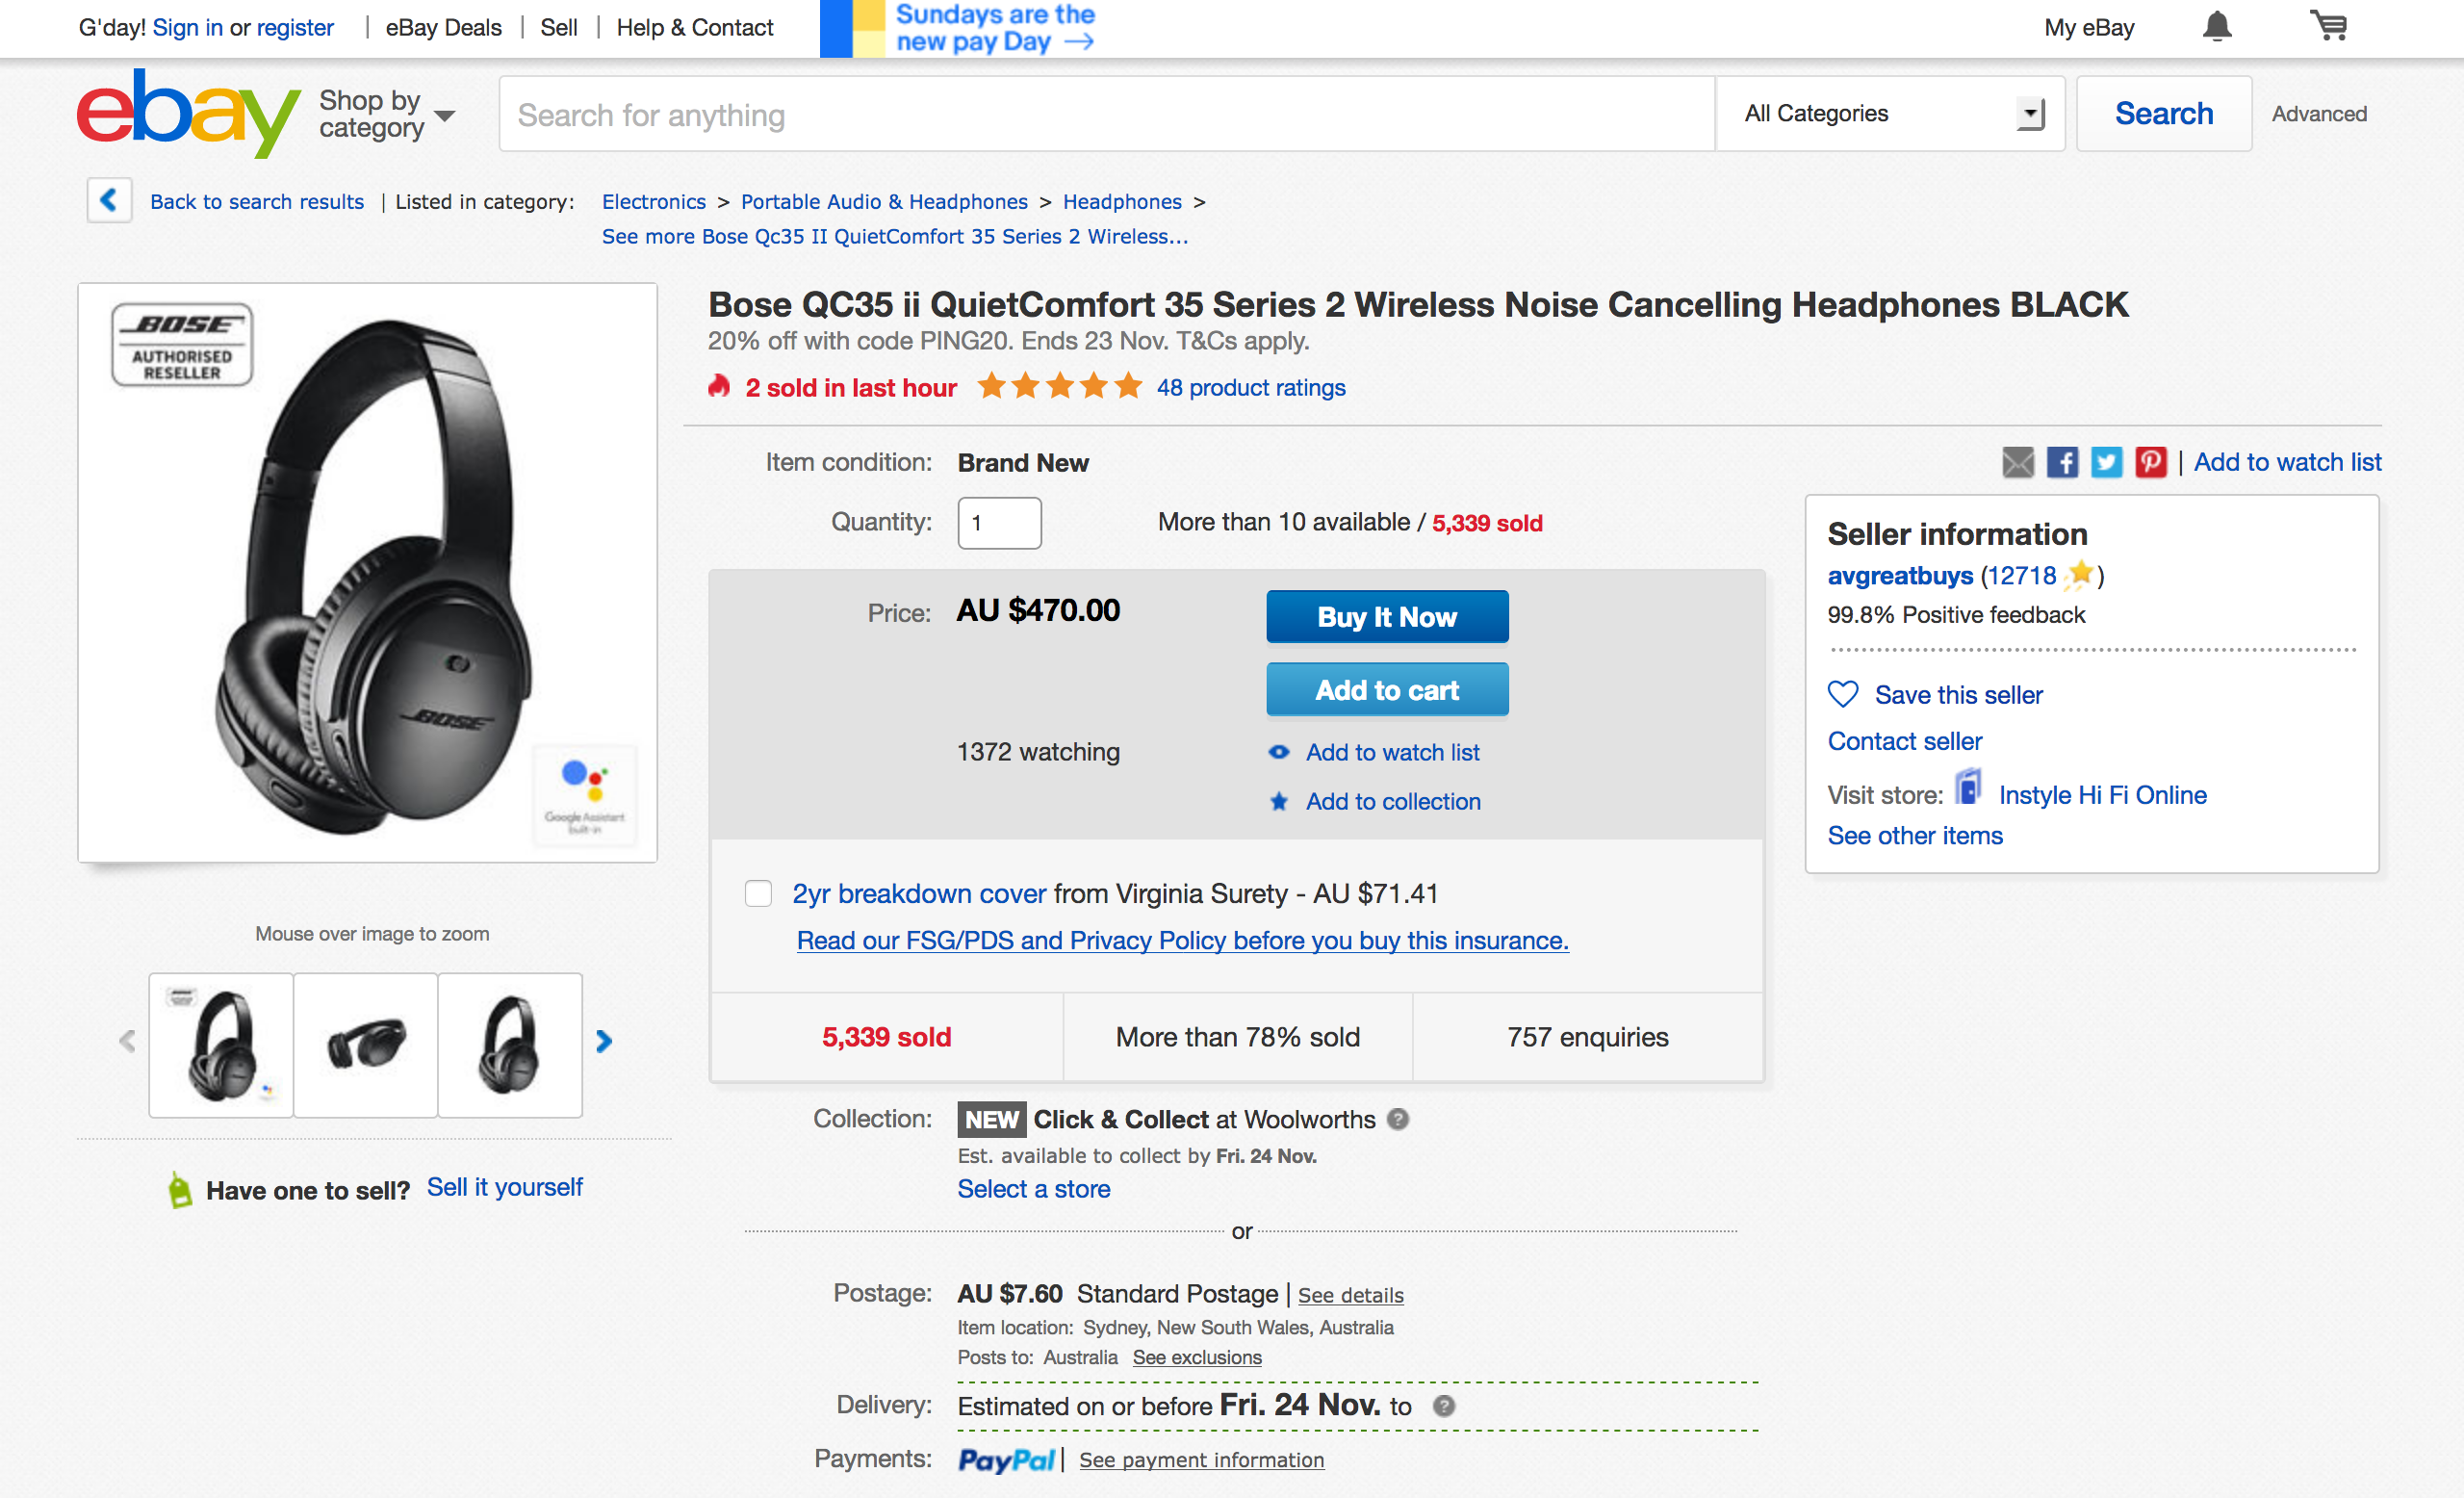 G'day! Sign in or register | eBay Deals | Sell | Help & Contact
Sundays are the
new pay Day →
My eBay
ebay
Shop by
category
Search for anything
All Categories
Search
Advanced
Back to search results | Listed in category: Electronics > Portable Audio & Headphones > Headphones >
See more Bose Qc35 II QuietComfort 35 Series 2 Wireless...
BOSE
AUTHORISED
RESELLER
BOSE
Google Assistant
built-in
Mouse over image to zoom
Have one to sell? Sell it yourself
Bose QC35 ii QuietComfort 35 Series 2 Wireless Noise Cancelling Headphones BLACK
20% off with code PING20. Ends 23 Nov. T&Cs apply.
2 sold in last hour 48 product ratings
Item condition: Brand New
Quantity: 1 More than 10 available / 5,339 sold
Price: AU $470.00
Buy It Now
Add to cart
1372 watching
Add to watch list
Add to collection
2yr breakdown cover from Virginia Surety - AU $71.41
Read our FSG/PDS and Privacy Policy before you buy this insurance.
5,339 sold More than 78% sold 757 enquiries
Collection: NEW Click & Collect at Woolworths ?
Est. available to collect by Fri. 24 Nov.
Select a store
or
Postage: AU $7.60 Standard Postage | See details
Item location: Sydney, New South Wales, Australia
Posts to: Australia See exclusions
Delivery: Estimated on or before Fri. 24 Nov. to ?
Payments: PayPal | See payment information
| Add to watch list
Seller information
avgreatbuys (12718 )
99.8% Positive feedback
Save this seller
Contact seller
Visit store: Instyle Hi Fi Online
See other items